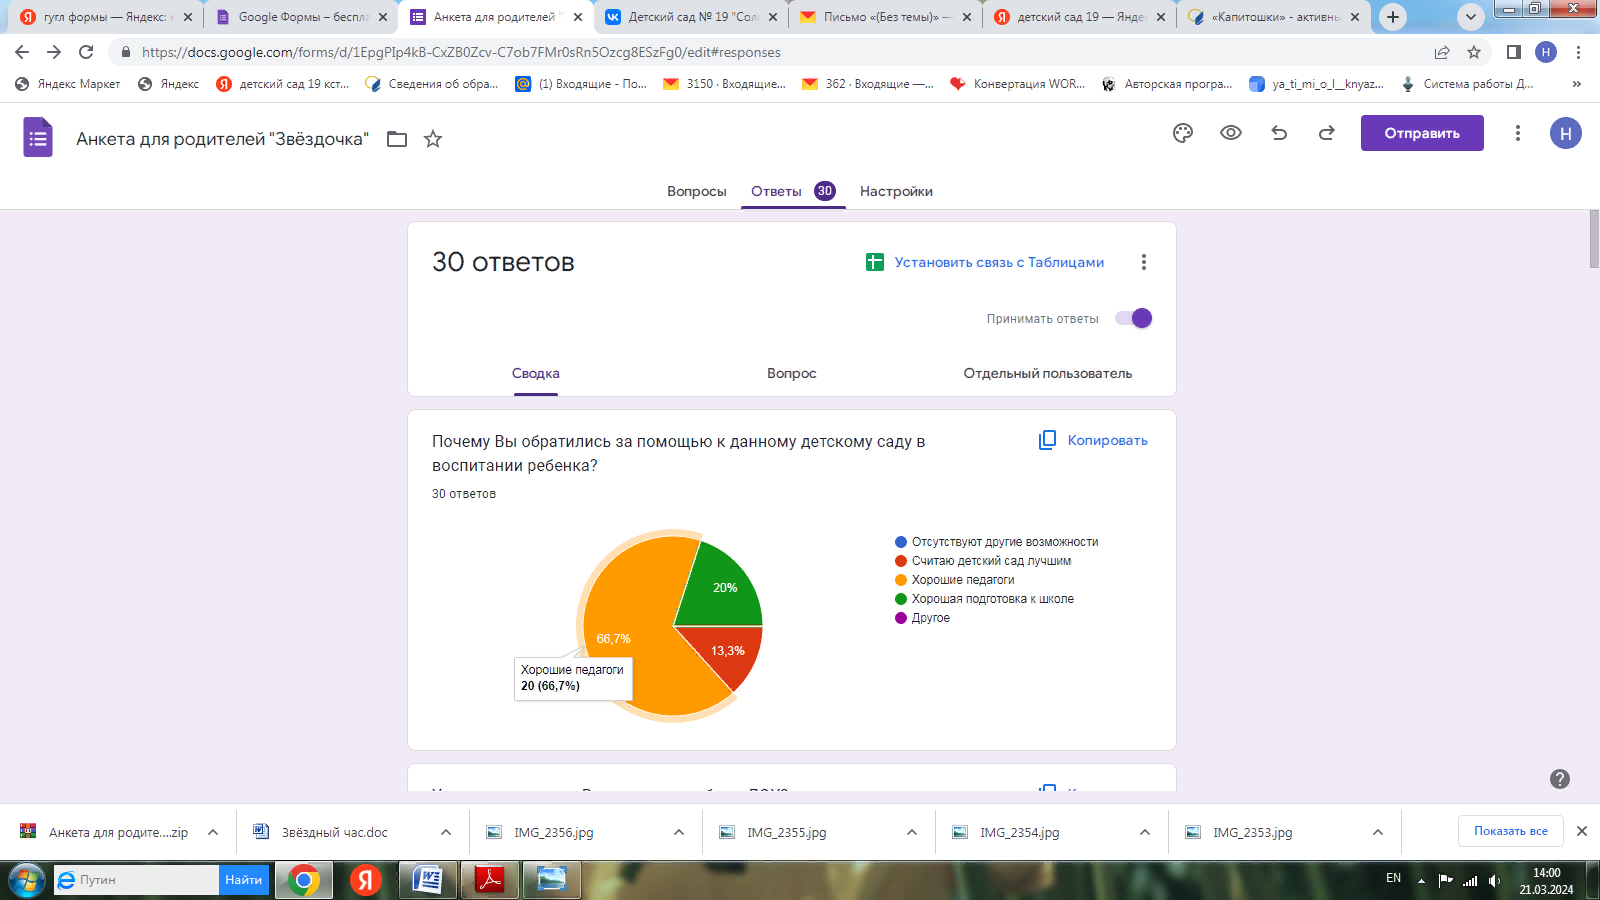 гугл формы — Яндекс: н
Google Формы – беспла
Анкета для родителей "
Детский сад № 19 "Солн
Письмо «(Без темы)» —
детский сад 19 — Яндек
«Капитошки» - активны
https://docs.google.com/forms/d/1EpgPIp4kB-CxZB0Zcv-C7ob7FMr0sRn5Ozcg8ESzFg0/edit#responses
Н
Яндекс Маркет
Яндекс
детский сад 19 кст...
Сведения об обра...
(1) Входящие - По...
3150 · Входящие...
362 · Входящие —...
Конвертация WOR...
Авторская програ...
ya_ti_mi_o_l__knyaz...
Система работы Д...
»
Анкета для родителей "Звёздочка"
Отправить
Н
Вопросы
Ответы 30
Настройки
30 ответов
Установить связь с Таблицами
Принимать ответы
Сводка
Вопрос
Отдельный пользователь
Почему Вы обратились за помощью к данному детскому саду в
воспитании ребенка?
Копировать
30 ответов
Отсутствуют другие возможности
Считаю детский сад лучшим
Хорошие педагоги
Хорошая подготовка к школе
Другое
20%
66,7%
13,3%
Хорошие педагоги
20 (66,7%)
Анкета для родите....zip
Звёздный час.doc
IMG_2356.jpg
IMG_2355.jpg
IMG_2354.jpg
IMG_2353.jpg
Показать все
Путин
Найти
EN
14:00
21.03.2024